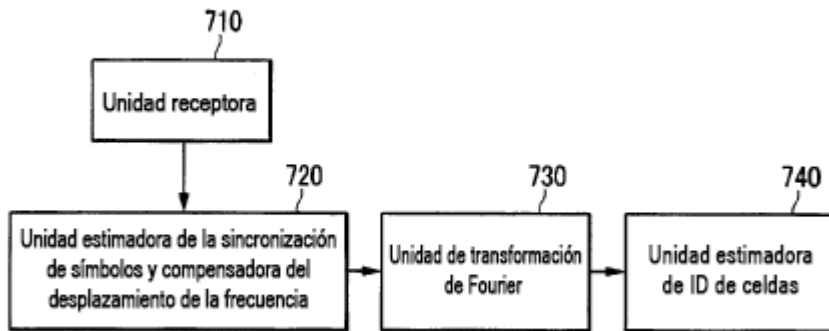 710
Unidad receptora
720
Unidad estimadora de la sincronización
de símbolos y compensadora del
desplazamiento de la frecuencia
730
Unidad de transformación
de Fourier
740
Unidad estimadora
de ID de celdas